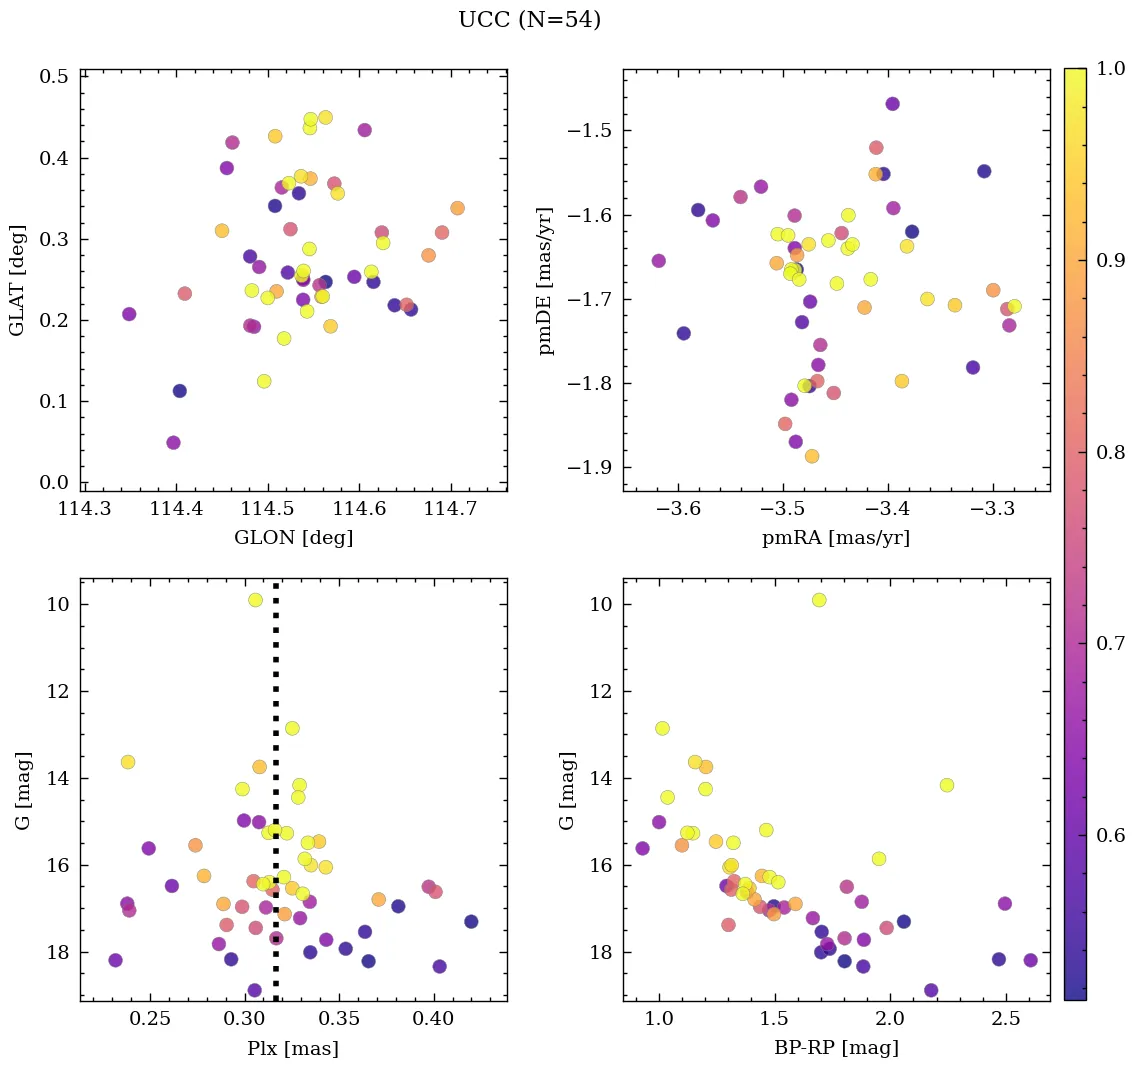 UCC (N=54)
0.5
0.4
0.3
0.2
0.1
0.0
GLAT [deg]
114.3 114.4 114.5 114.6 114.7
GLON [deg]
−1.5
−1.6
−1.7
−1.8
−1.9
pmDE [mas/yr]
−3.6 −3.5 −3.4 −3.3
pmRA [mas/yr]
1.0
0.9
0.8
0.7
0.6
10
12
14
16
18
G [mag]
0.25 0.30 0.35 0.40
Plx [mas]
10
12
14
16
18
G [mag]
1.0 1.5 2.0 2.5
BP-RP [mag]